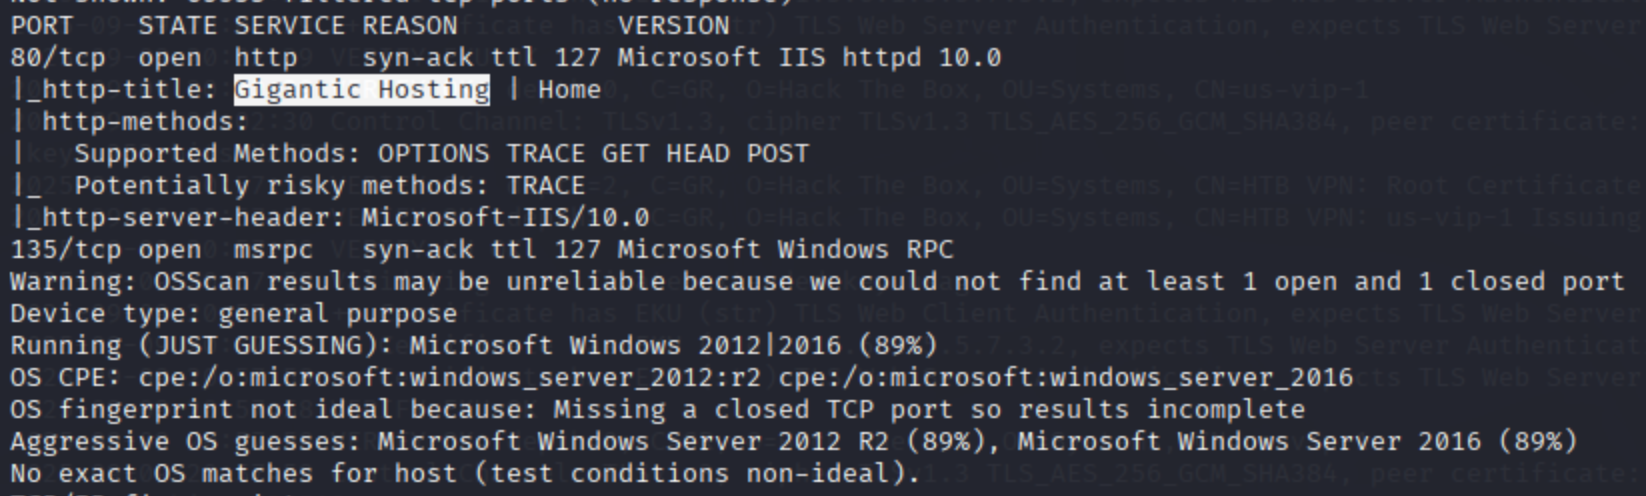 PORT    STATE SERVICE REASON          VERSION
80/tcp  open  http    syn-ack ttl 127 Microsoft IIS httpd 10.0
|_http-title: Gigantic Hosting | Home
| http-methods:
|   Supported Methods: OPTIONS TRACE GET HEAD POST
|_  Potentially risky methods: TRACE
|_http-server-header: Microsoft-IIS/10.0
135/tcp open  msrpc   syn-ack ttl 127 Microsoft Windows RPC
Warning: OSScan results may be unreliable because we could not find at least 1 open and 1 closed port
Device type: general purpose
Running (JUST GUESSING): Microsoft Windows 2012|2016 (89%)
OS CPE: cpe:/o:microsoft:windows_server_2012:r2 cpe:/o:microsoft:windows_server_2016
OS fingerprint not ideal because: Missing a closed TCP port so results incomplete
Aggressive OS guesses: Microsoft Windows Server 2012 R2 (89%), Microsoft Windows Server 2016 (89%)
No exact OS matches for host (test conditions non-ideal).